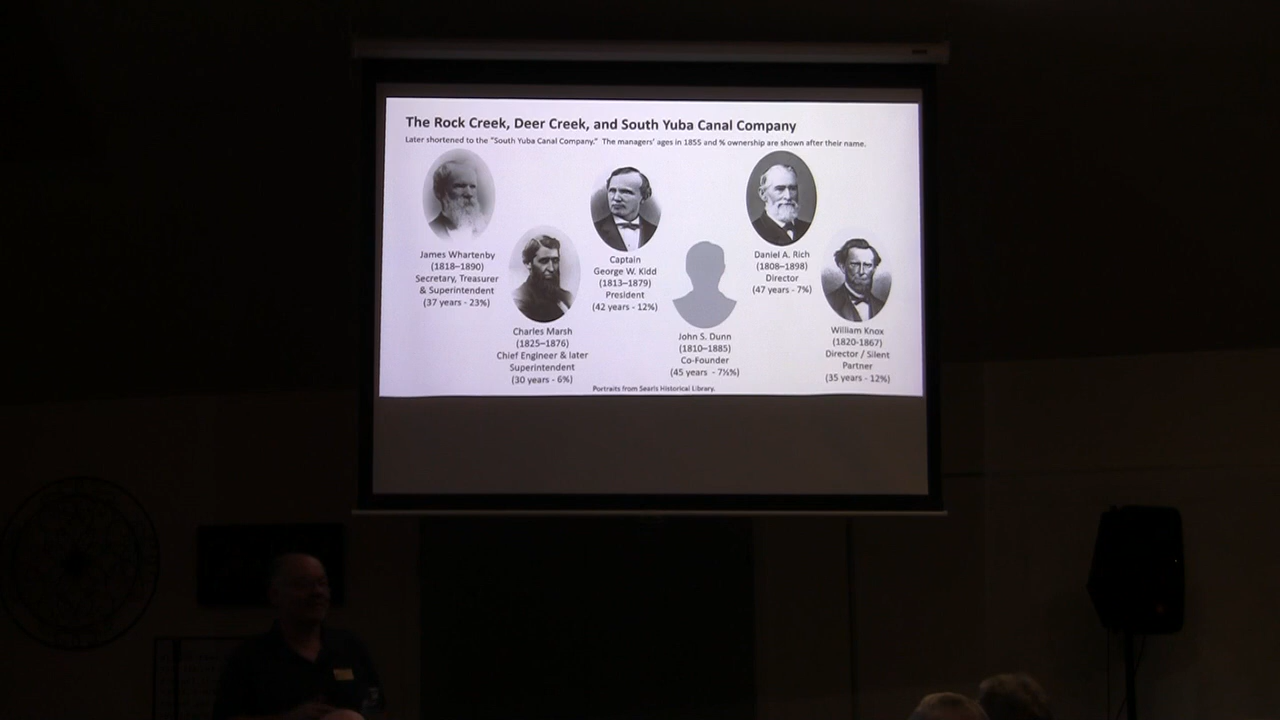 The Rock Creek, Deer Creek, and South Yuba Canal Company
Later shortened to the "South Yuba Canal Company." The managers' ages in 1855 and % ownership are shown after their name.
James Whartenby
(1818–1890)
Secretary, Treasurer
& Superintendent
(37 years - 23%)
Charles Marsh
(1825–1876)
Chief Engineer & later
Superintendent
(30 years - 6%)
Captain
George W. Kidd
(1813–1879)
President
(42 years - 12%)
John S. Dunn
(1810–1885)
Co-Founder
(45 years - 7½%)
Daniel A. Rich
(1808–1898)
Director
(47 years - 7%)
William Knox
(1820-1867)
Director / Silent
Partner
(35 years - 12%)
Portraits from Searls Historical Library.